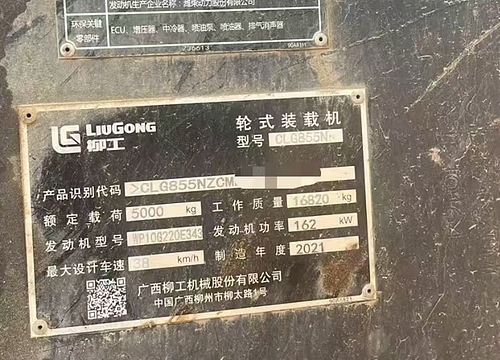 发动机生产企业名称：潍柴动力股份有限公司
环保关键
零部件
ECU、增压器、中冷器、喷油泵、喷油器、排气消声器
LIUGONG
柳工
轮式装载机
型号 CLG855N
产品识别代码 >CLG855NZCM
额定载荷 5000 kg
工作质量 16820 kg
发动机型号 WP10G220E343
发动机功率 162 kW
最大设计车速 38 km/h
制造年度 2021
广西柳工机械股份有限公司
中国广西柳州市柳太路1号